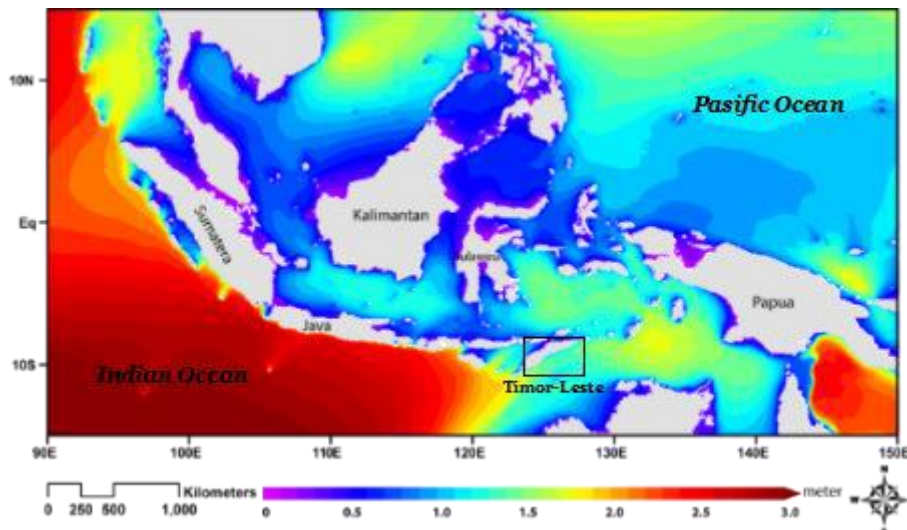 10N
Eq
10S
90E
100E
110E
120E
130E
140E
150E
Pasific Ocean
Kalimantan
Sumatera
Papua
Java
Indian Ocean
Timor-Leste
0 250 500 1,000 Kilometers
0 0.5 1.0 1.5 2.0 2.5 3.0 meter
N